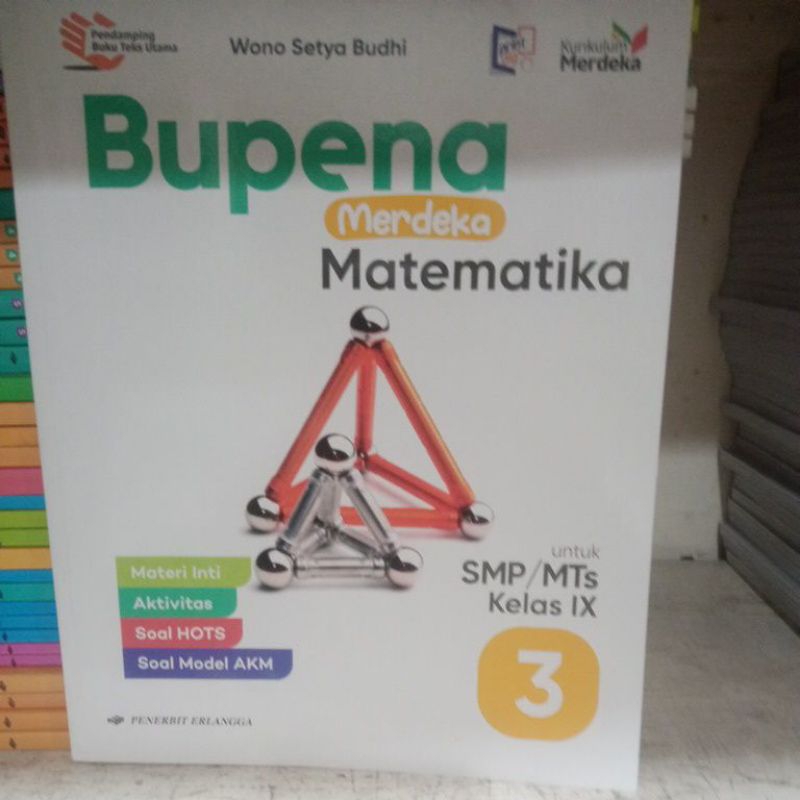 Pendamping
Buku Teks Utama
Wono Setya Budhi
Kurikulum
Merdeka
Bupena
Merdeka
Matematika
Materi Inti
Aktivitas
Soal HOTS
Soal Model AKM
untuk
SMP/MTs
Kelas IX
3
PENERBIT ERLANGGA